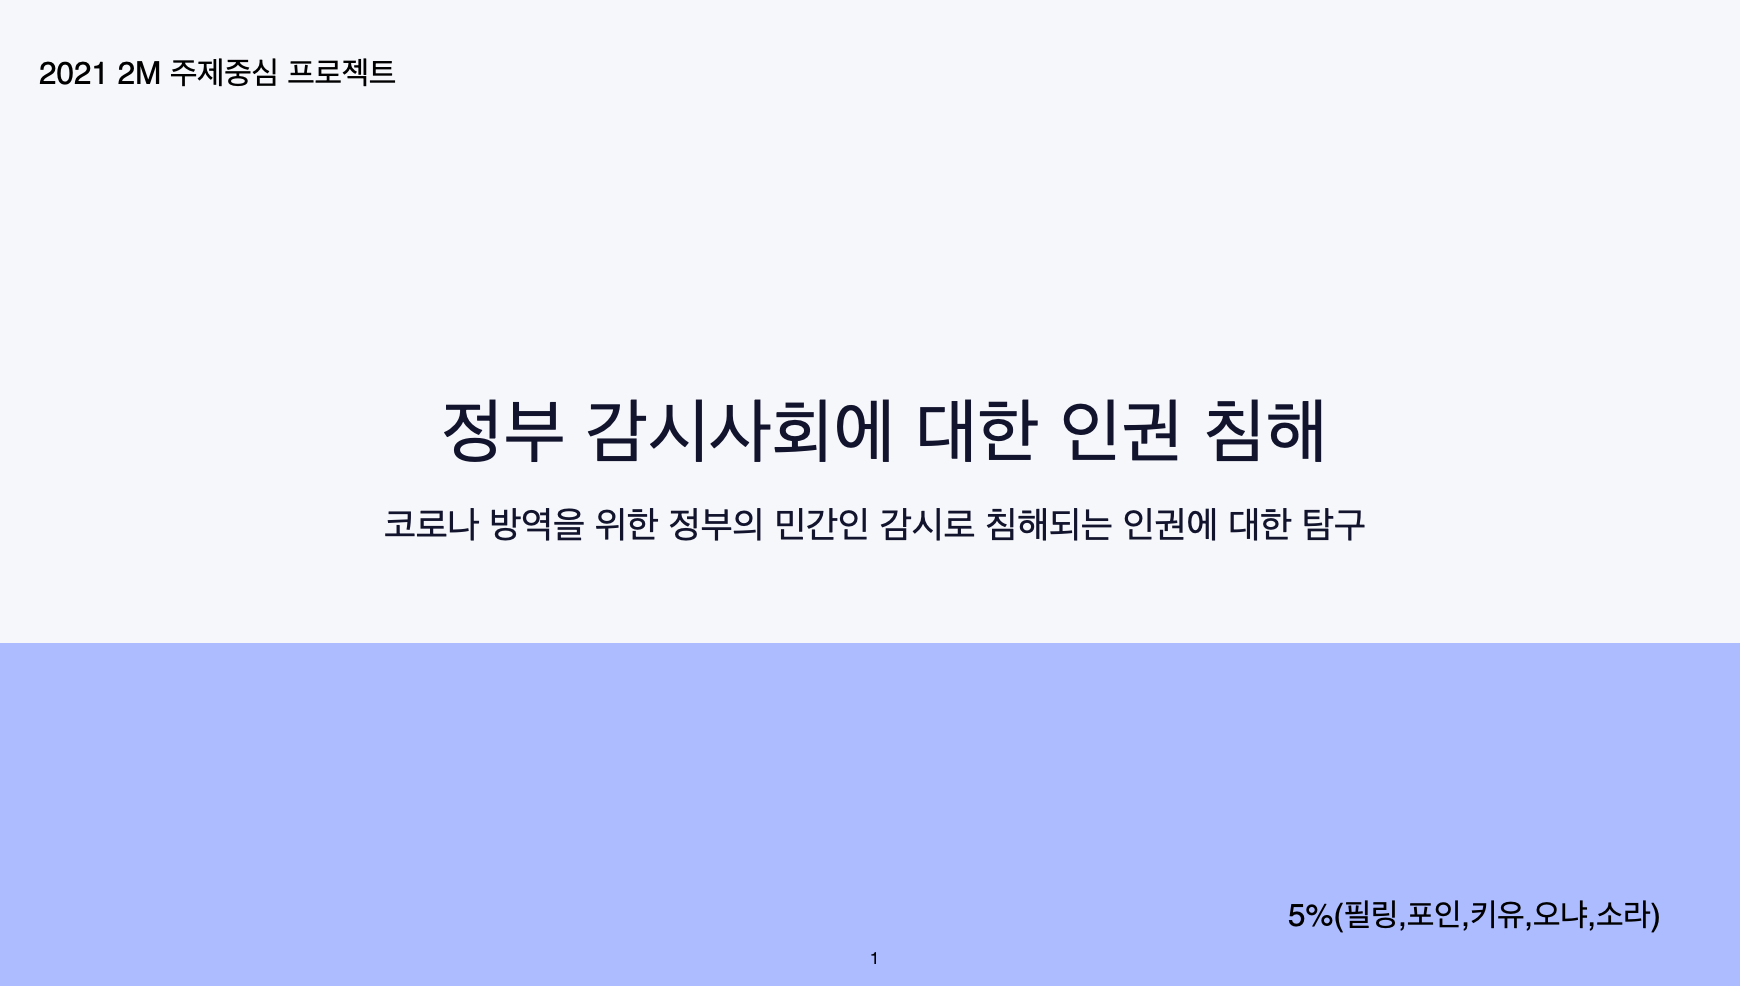 2021 2M 주제중심 프로젝트
정부 감시사회에 대한 인권 침해
코로나 방역을 위한 정부의 민간인 감시로 침해되는 인권에 대한 탐구
5%(필링,포인,키유,오냐,소라)
1